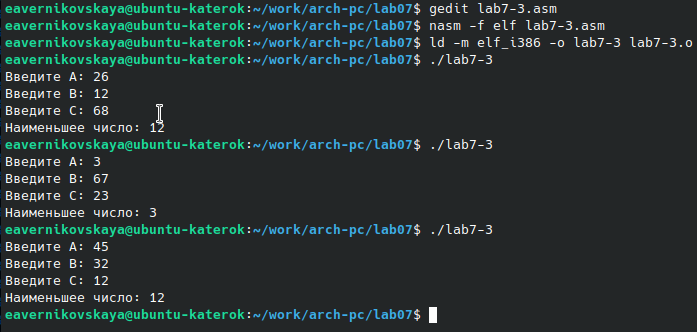 eavernikovskaya@ubuntu-katerok:~/work/arch-pc/lab07$ gedit lab7-3.asm
eavernikovskaya@ubuntu-katerok:~/work/arch-pc/lab07$ nasm -f elf lab7-3.asm
eavernikovskaya@ubuntu-katerok:~/work/arch-pc/lab07$ ld -m elf_i386 -o lab7-3 lab7-3.o
eavernikovskaya@ubuntu-katerok:~/work/arch-pc/lab07$ ./lab7-3
Введите A: 26
Введите B: 12
Введите C: 68
Наименьшее число: 12
eavernikovskaya@ubuntu-katerok:~/work/arch-pc/lab07$ ./lab7-3
Введите A: 3
Введите B: 67
Введите C: 23
Наименьшее число: 3
eavernikovskaya@ubuntu-katerok:~/work/arch-pc/lab07$ ./lab7-3
Введите A: 45
Введите B: 32
Введите C: 12
Наименьшее число: 12
eavernikovskaya@ubuntu-katerok:~/work/arch-pc/lab07$